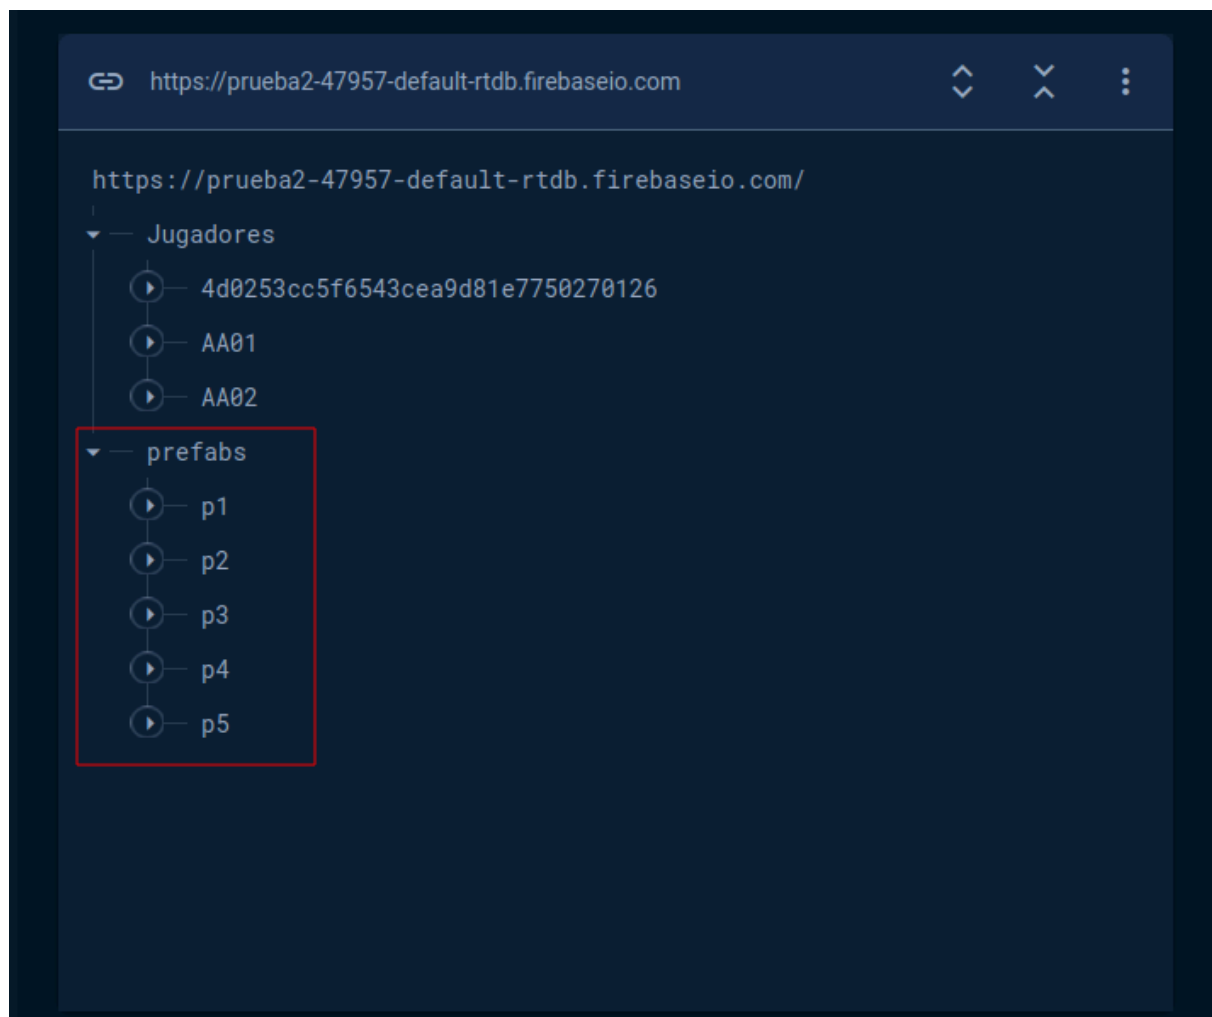 https://prueba2-47957-default-rtdb.firebaseio.com
https://prueba2-47957-default-rtdb.firebaseio.com/
Jugadores
4d0253cc5f6543cea9d81e7750270126
AA01
AA02
prefabs
p1
p2
p3
p4
p5